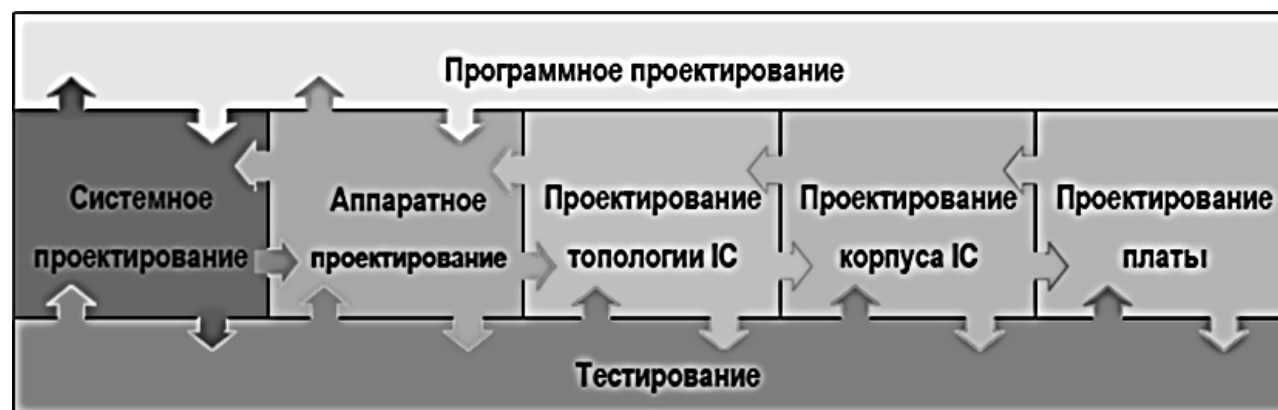 Программное проектирование
Системное
проектирование
Аппаратное
проектирование
Проектирование
топологии IC
Проектирование
корпуса IC
Проектирование
платы
Тестирование